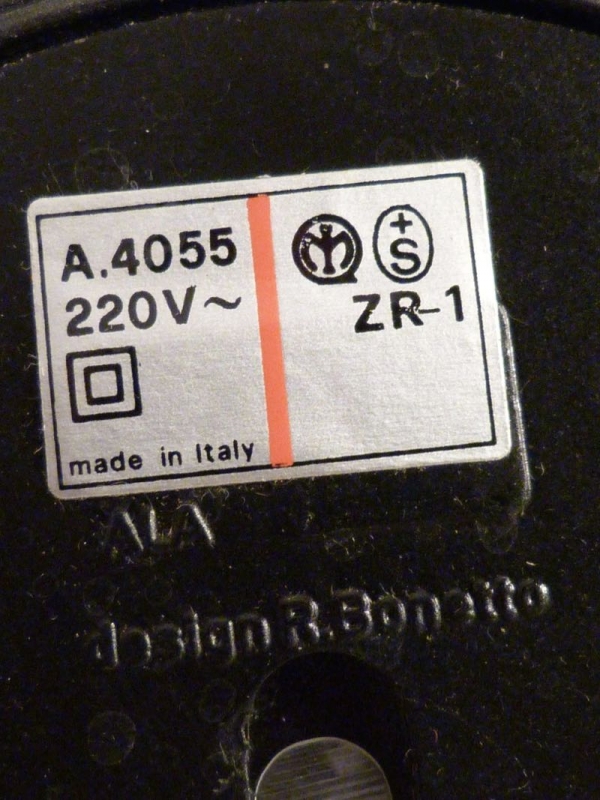 A.4055
220V~
made in Italy
+
S
ZR-1
ALA
design R.Bonetto